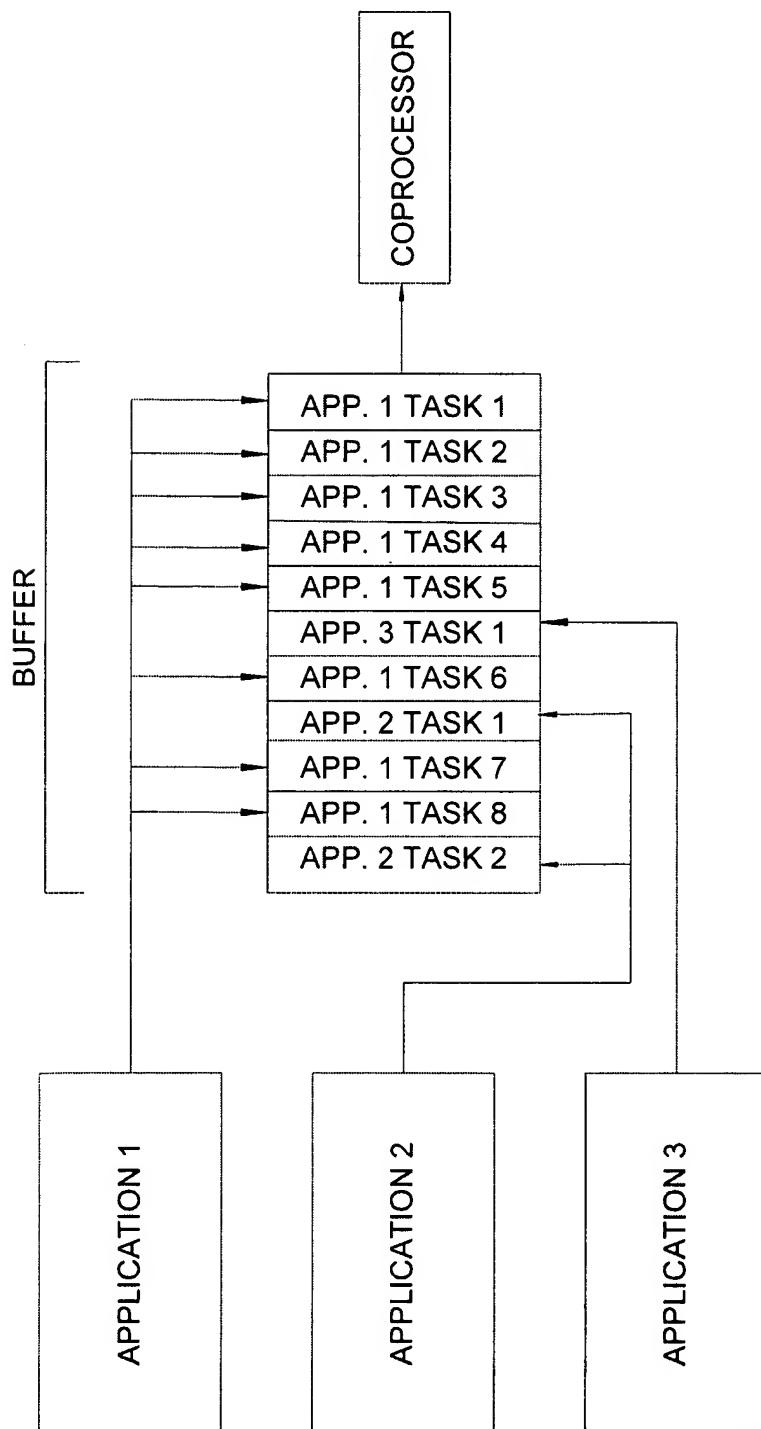 COPROCESSOR
BUFFER
APP. 1 TASK 1
APP. 1 TASK 2
APP. 1 TASK 3
APP. 1 TASK 4
APP. 1 TASK 5
APP. 3 TASK 1
APP. 1 TASK 6
APP. 2 TASK 1
APP. 1 TASK 7
APP. 1 TASK 8
APP. 2 TASK 2
APPLICATION 1
APPLICATION 2
APPLICATION 3